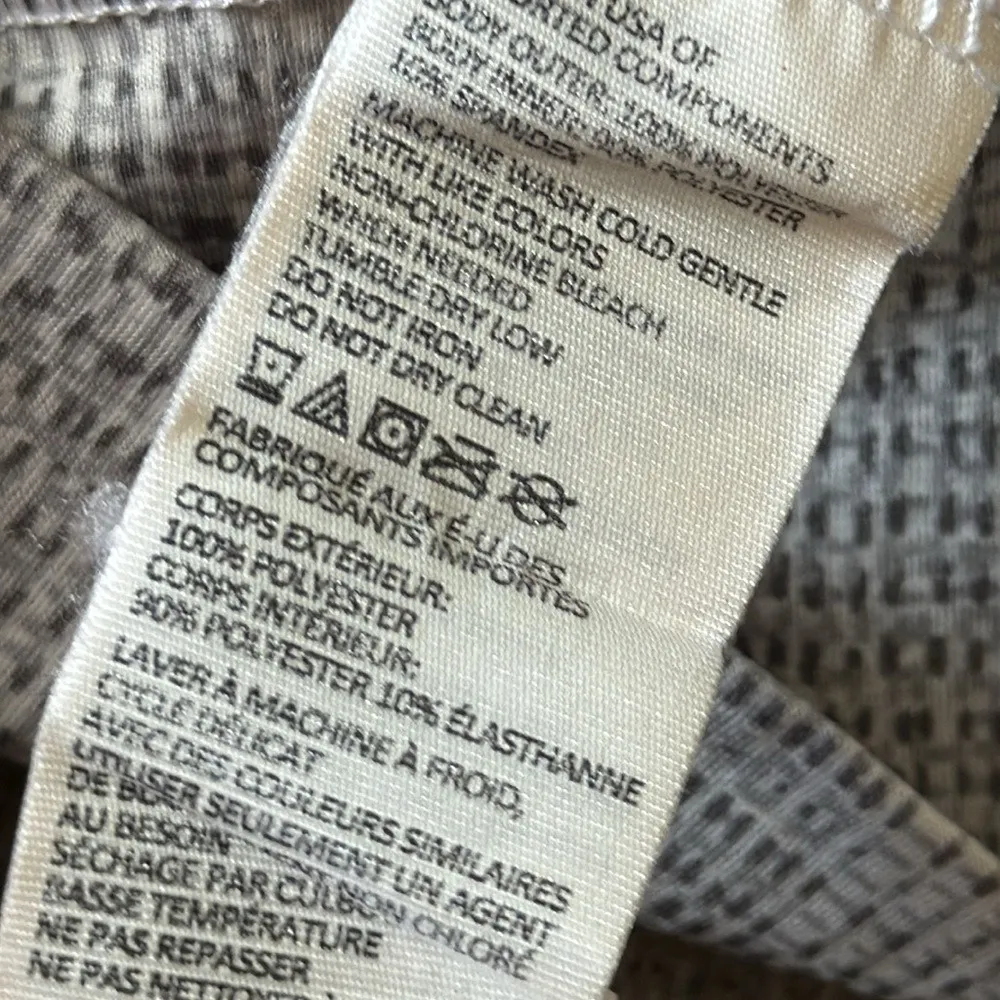 USA OF
COMPONENTS
BODY OUTER: 100% POLYESTER
BODY INNER: 90% POLYESTER
10% SPANDEX
MACHINE WASH COLD GENTLE
WITH LIKE COLORS
NON-CHLORINE BLEACH
WHEN NEEDED
TUMBLE DRY LOW
DO NOT IRON
DO NOT DRY CLEAN
FABRIQUÉ AUX É.-U DES
COMPOSANTS IMPORTÉS
CORPS EXTÉRIEUR:
100% POLYESTER
CORPS INTÉRIEUR:
90% POLYESTER 10% ÉLASTHANNE
LAVER À MACHINE À FROID,
CYCLE DÉLICAT
AVEC DES COULEURS SIMILAIRES
UTILISER SEULEMENT UN AGENT
DE CHLORÉ
AU BESOIN
SÉCHAGE PAR
BASSE TEMPÉRATURE
NE PAS REPASSER
NE PAS NETTOYER